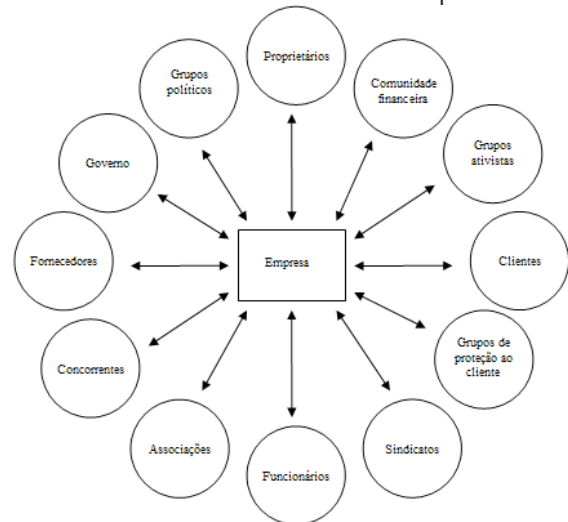 Proprietários
Comunidade
financeira
Grupos
ativistas
Clientes
Grupos de
proteção ao
cliente
Sindicatos
Funcionários
Associações
Concorrentes
Fornecedores
Governo
Grupos
políticos
Empresa